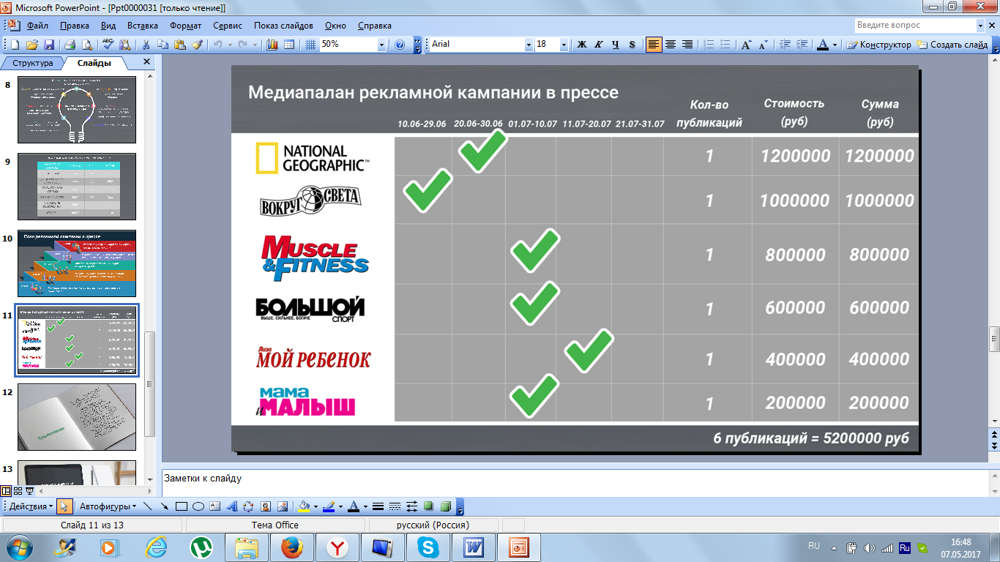 Microsoft PowerPoint - [Ppt0000031 [только чтение]]
Файл Правка Вид Вставка Формат Сервис Показ слайдов Окно Справка
Введите вопрос
50%
Arial
18
Ж К Ч S
Конструктор
Создать слайд
Структура
Слайды
8
9
10
План рекламной кампании в прессе
11
12
13
Медиапалан рекламной кампании в прессе
10.06-29.06 20.06-30.06 01.07-10.07 11.07-20.07 21.07-31.07
Кол-во публикаций
Стоимость (руб)
Сумма (руб)
NATIONAL GEOGRAPHIC™
1 1200000 1200000
ВОКРУГ СВЕТА
1 1000000 1000000
MUSCLE &FITNESS
1 800000 800000
БОЛЬШОЙ
ВЫШЕ. СИЛЬНЕЕ. БОГАЧЕ СПОРТ
1 600000 600000
Лиза
МОЙ РЕБЕНОК
1 400000 400000
мама
и МАЛЫШ
1 200000 200000
6 публикаций = 5200000 руб
Заметки к слайду
Действия
Автофигуры
Слайд 11 из 13
Тема Office
русский (Россия)
RU
Ru
16:48
07.05.2017